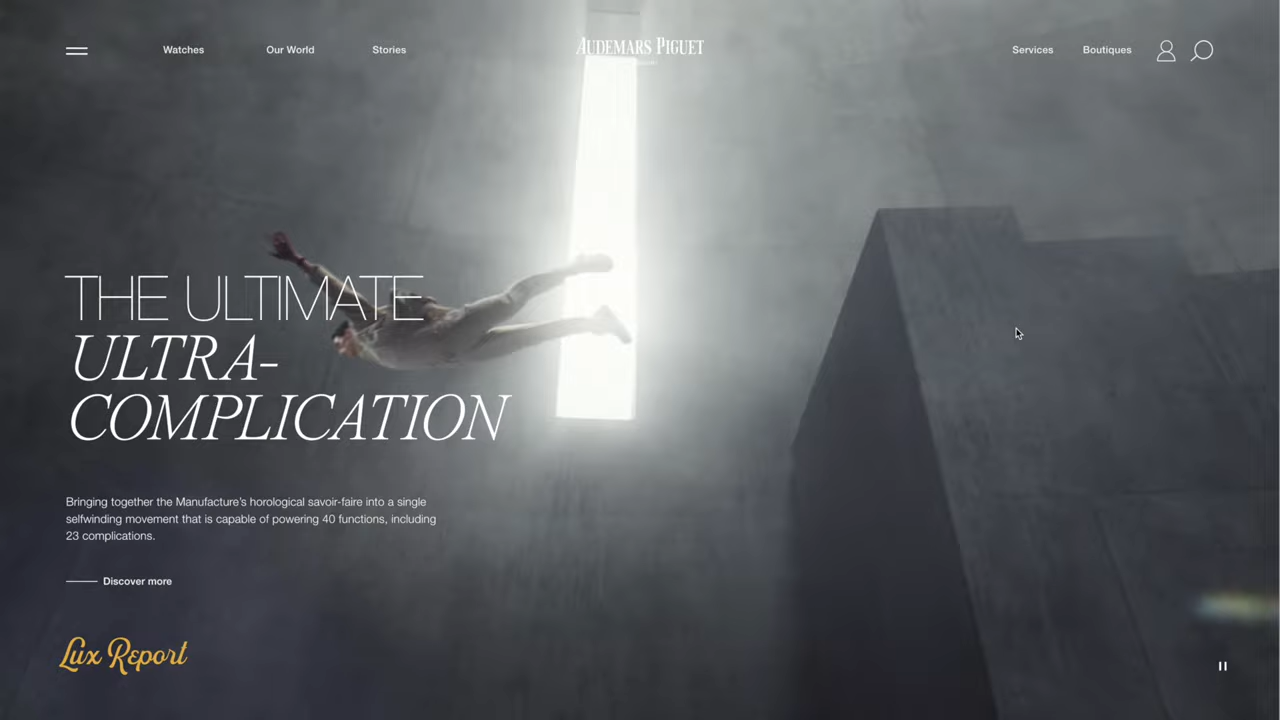 Watches
Our World
Stories
AUDEMARS PIGUET
Services
Boutiques
THE ULTIMATE
ULTRA-
COMPLICATION
Bringing together the Manufacture's horological savoir-faire into a single
selfwinding movement that is capable of powering 40 functions, including
23 complications.
Discover more
Lux Report